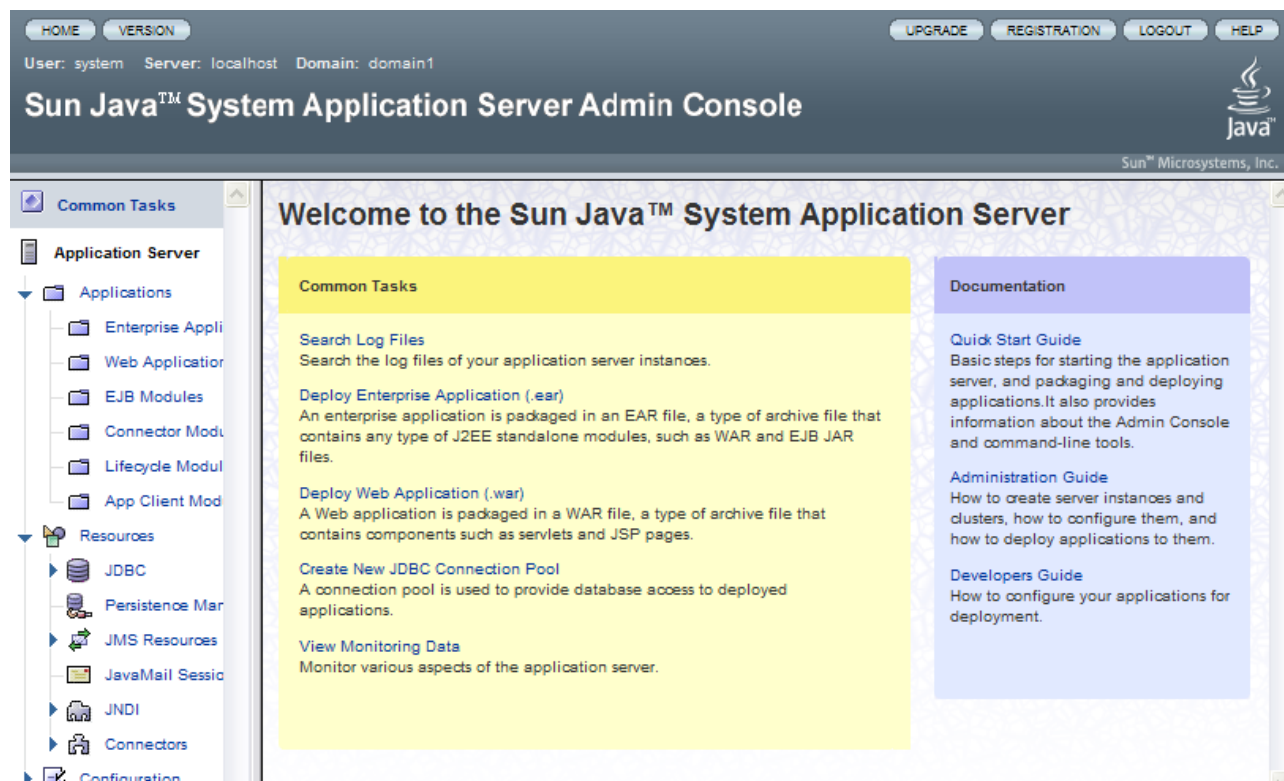 HOME VERSION UPGRADE REGISTRATION LOGOUT HELP
User: system Server: localhost Domain: domain1
Sun Java™ System Application Server Admin Console
Java™
Sun™ Microsystems, Inc.
Common Tasks
Application Server
Applications
Enterprise Appli
Web Application
EJB Modules
Connector Modu
Lifecycle Modul
App Client Mod
Resources
JDBC
Persistence Man
JMS Resources
JavaMail Sessio
JNDI
Connectors
Configuration
Welcome to the Sun Java™ System Application Server
Common Tasks
Search Log Files
Search the log files of your application server instances.
Deploy Enterprise Application (.ear)
An enterprise application is packaged in an EAR file, a type of archive file that
contains any type of J2EE standalone modules, such as WAR and EJB JAR
files.
Deploy Web Application (.war)
A Web application is packaged in a WAR file, a type of archive file that
contains components such as servlets and JSP pages.
Create New JDBC Connection Pool
A connection pool is used to provide database access to deployed
applications.
View Monitoring Data
Monitor various aspects of the application server.
Documentation
Quick Start Guide
Basic steps for starting the application
server, and packaging and deploying
applications.It also provides
information about the Admin Console
and command-line tools.
Administration Guide
How to create server instances and
clusters, how to configure them, and
how to deploy applications to them.
Developers Guide
How to configure your applications for
deployment.